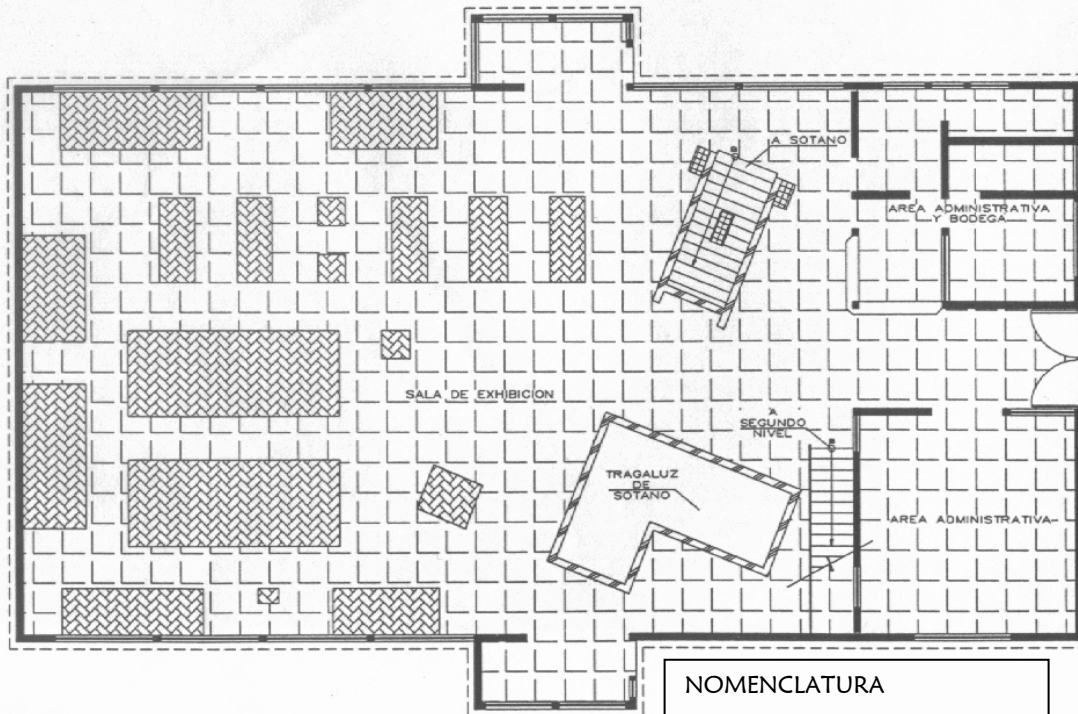 A SOTANO
AREA ADMINISTRATIVA
Y BODEGA
SALA DE EXHIBICION
A
SEGUNDO
NIVEL
TRAGALUZ
DE
SOTANO
AREA ADMINISTRATIVA
NOMENCLATURA